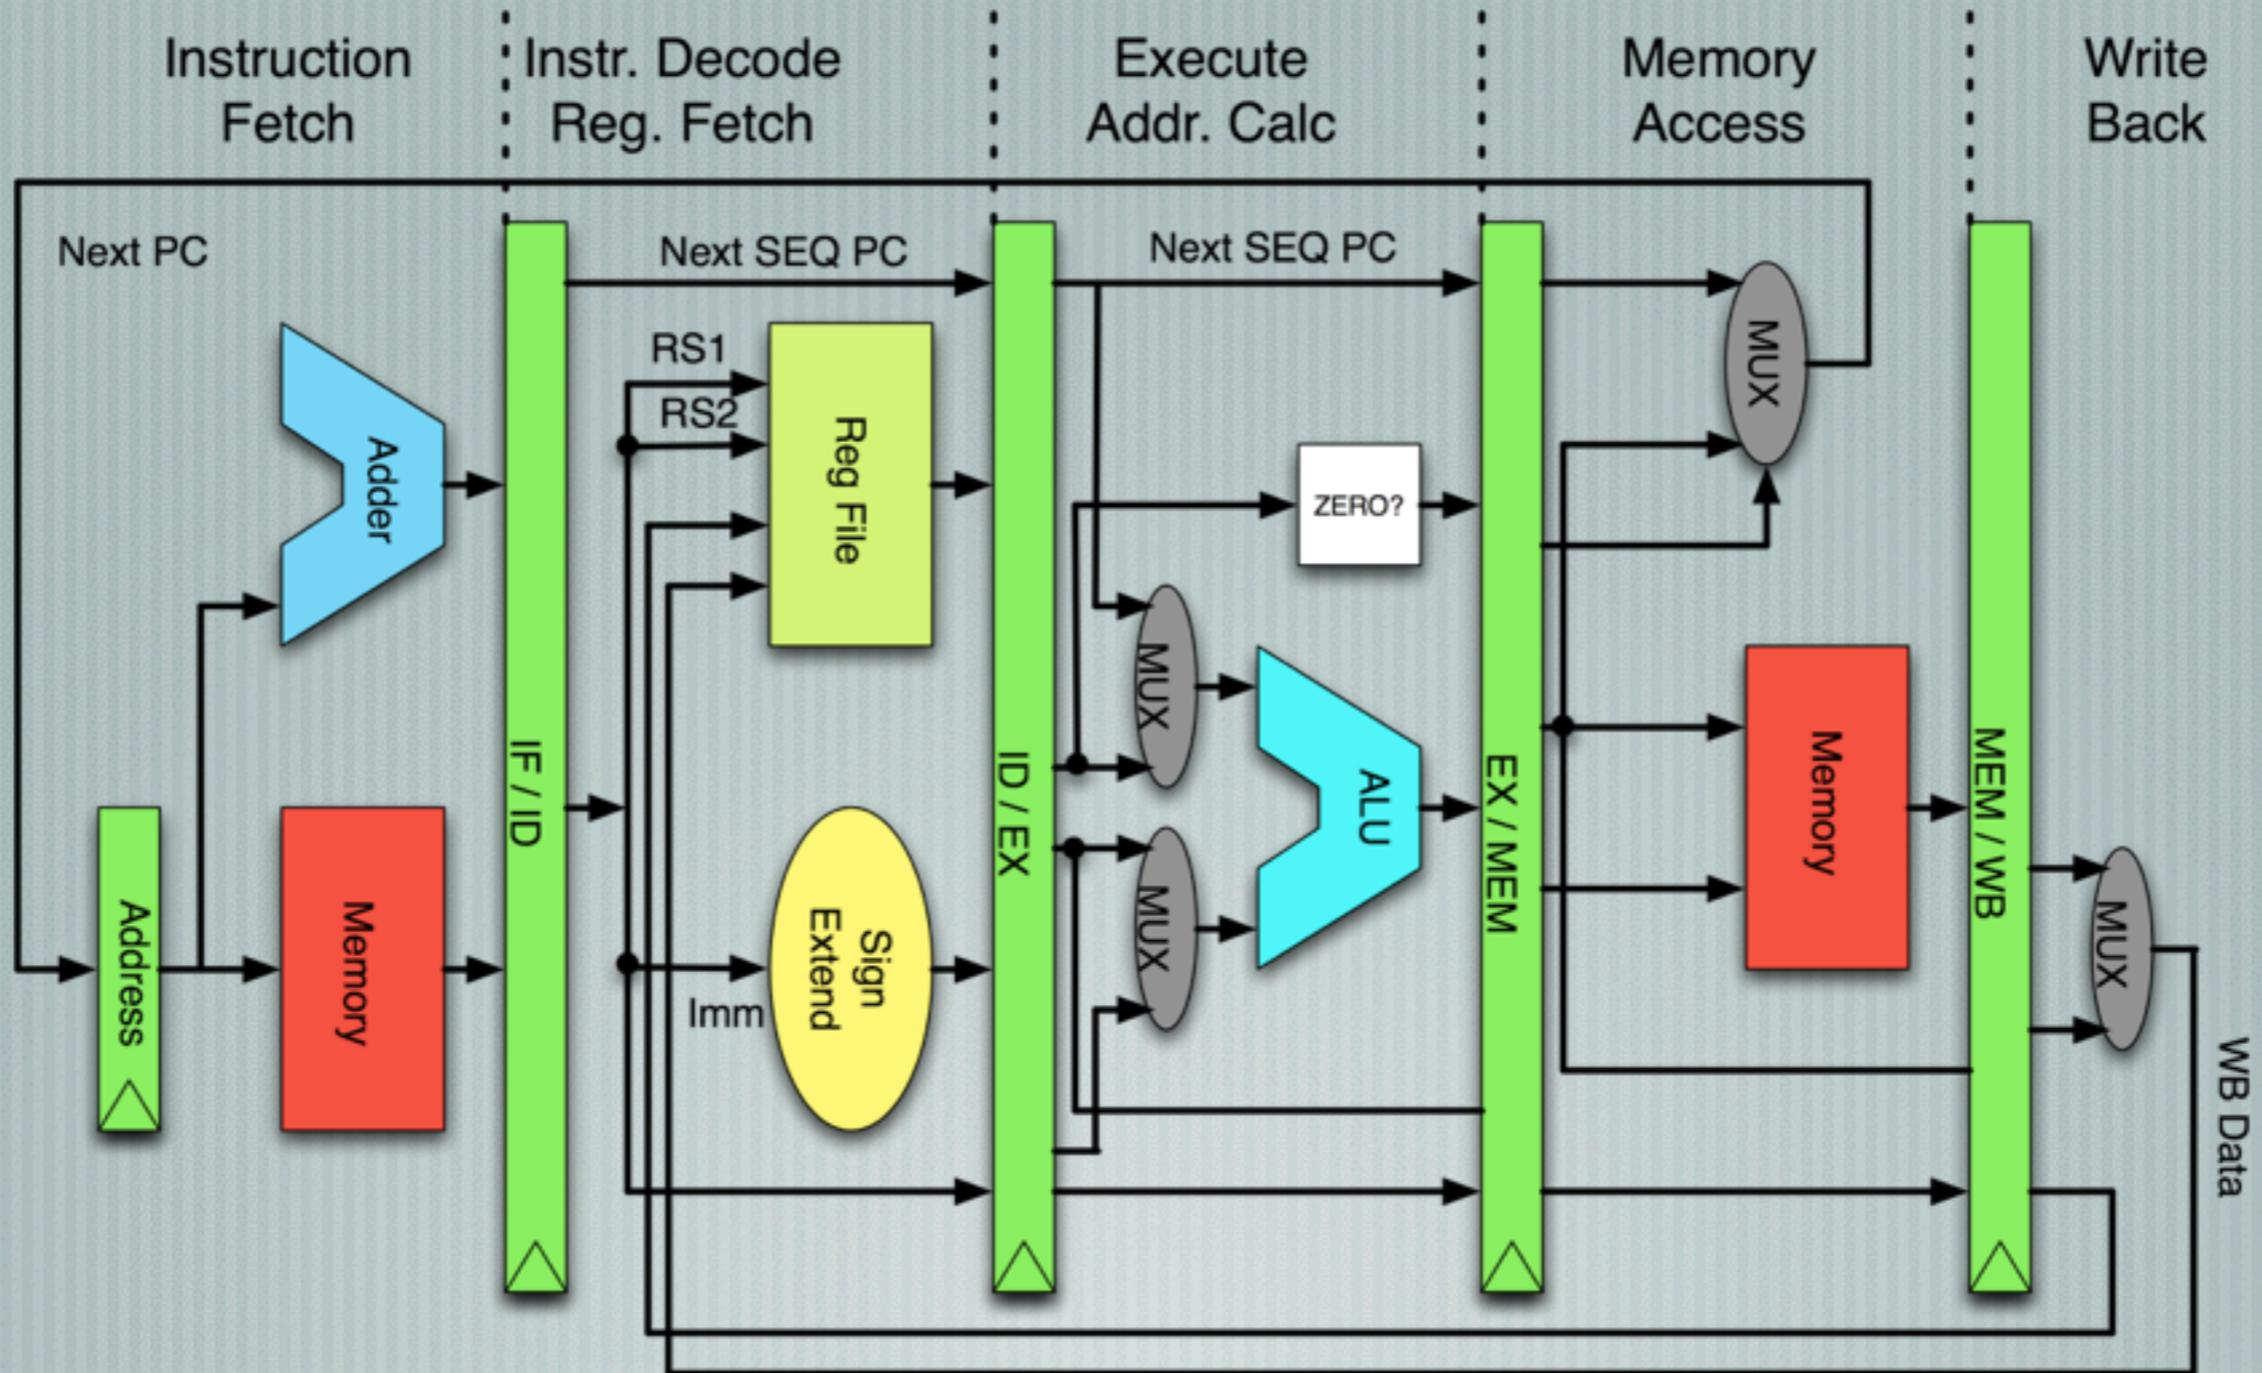 Instruction
Fetch
Instr. Decode
Reg. Fetch
Execute
Addr. Calc
Memory
Access
Write
Back
Next PC
Next SEQ PC
Next SEQ PC
RS1
RS2
Adder
Reg File
ZERO?
MUX
MUX
MUX
ALU
Address
Memory
IF / ID
Sign
Extend
Imm
ID / EX
EX / MEM
Memory
MEM / WB
MUX
WB Data